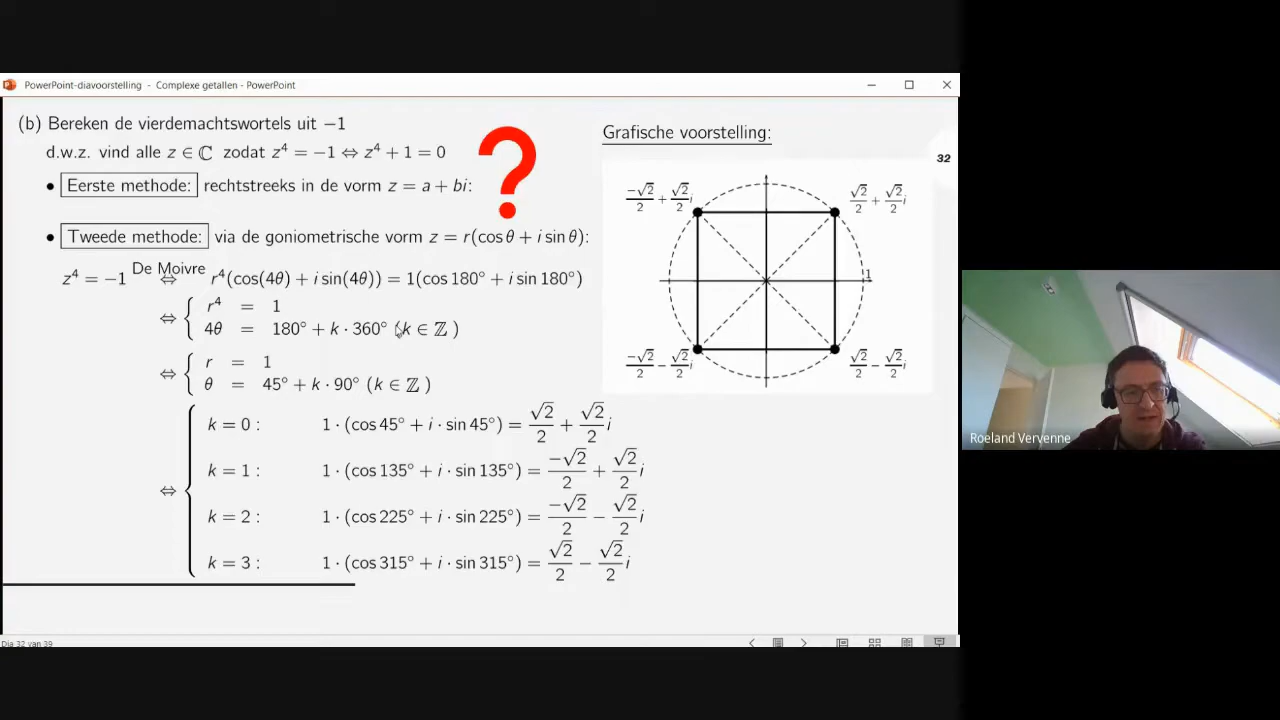 PowerPoint-diavoorstelling - Complexe getallen - PowerPoint
(b) Bereken de vierdemachtswortels uit −1
d.w.z. vind alle z ∈ ℂ zodat z⁴ = −1 ⇔ z⁴ + 1 = 0
• Eerste methode: rechtstreeks in de vorm z = a + bi:
?
• Tweede methode: via de goniometrische vorm z = r(cos θ + i sin θ):
z⁴ = −1 De Moivre ⇔ r⁴(cos(4θ) + i sin(4θ)) = 1(cos 180° + i sin 180°)
⇔ { r⁴ = 1
4θ = 180° + k · 360° (k ∈ ℤ )
⇔ { r = 1
θ = 45° + k · 90° (k ∈ ℤ )
⇔ { k = 0 : 1 · (cos 45° + i · sin 45°) = √2/2 + √2/2 i
k = 1 : 1 · (cos 135° + i · sin 135°) = −√2/2 + √2/2 i
k = 2 : 1 · (cos 225° + i · sin 225°) = −√2/2 − √2/2 i
k = 3 : 1 · (cos 315° + i · sin 315°) = √2/2 − √2/2 i
Grafische voorstelling:
32
−√2/2 + √2/2 i
√2/2 + √2/2 i
1
−√2/2 − √2/2 i
√2/2 − √2/2 i
Dia 32 van 39
Roeland Vervenne